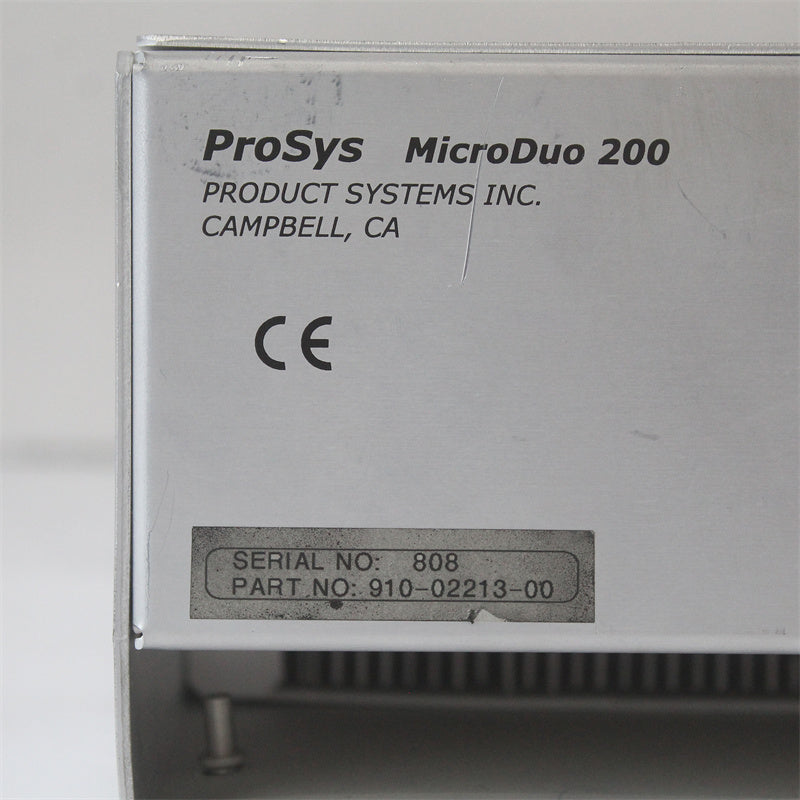 ProSys MicroDuo 200
PRODUCT SYSTEMS INC.
CAMPBELL, CA
CE
SERIAL NO: 808
PART NO: 910-02213-00